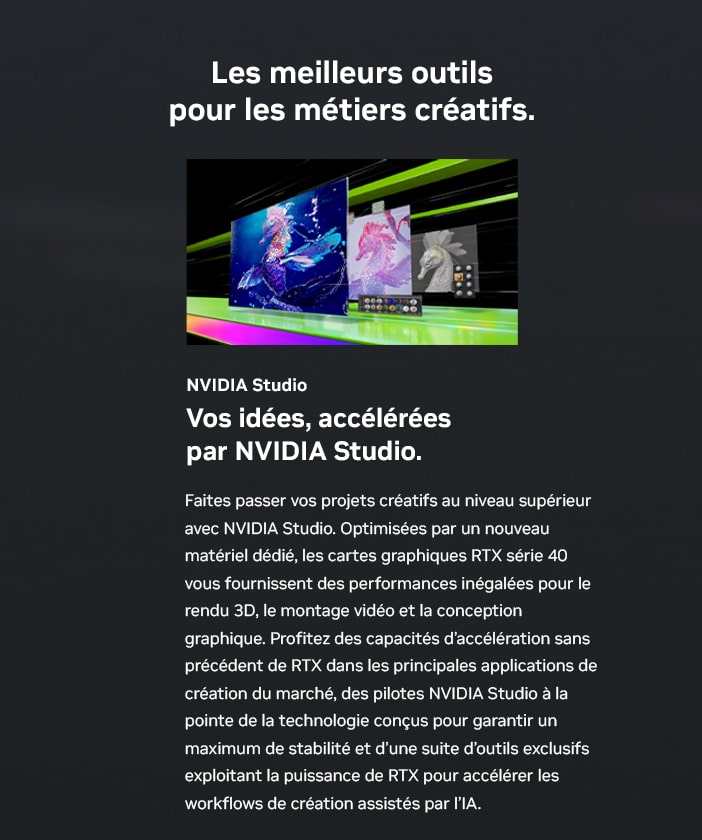 Les meilleurs outils
pour les métiers créatifs.
NVIDIA Studio
Vos idées, accélérées
par NVIDIA Studio.
Faites passer vos projets créatifs au niveau supérieur
avec NVIDIA Studio. Optimisées par un nouveau
matériel dédié, les cartes graphiques RTX série 40
vous fournissent des performances inégalées pour le
rendu 3D, le montage vidéo et la conception
graphique. Profitez des capacités d’accélération sans
précédent de RTX dans les principales applications de
création du marché, des pilotes NVIDIA Studio à la
pointe de la technologie conçus pour garantir un
maximum de stabilité et d’une suite d’outils exclusifs
exploitant la puissance de RTX pour accélérer les
workflows de création assistés par l’IA.